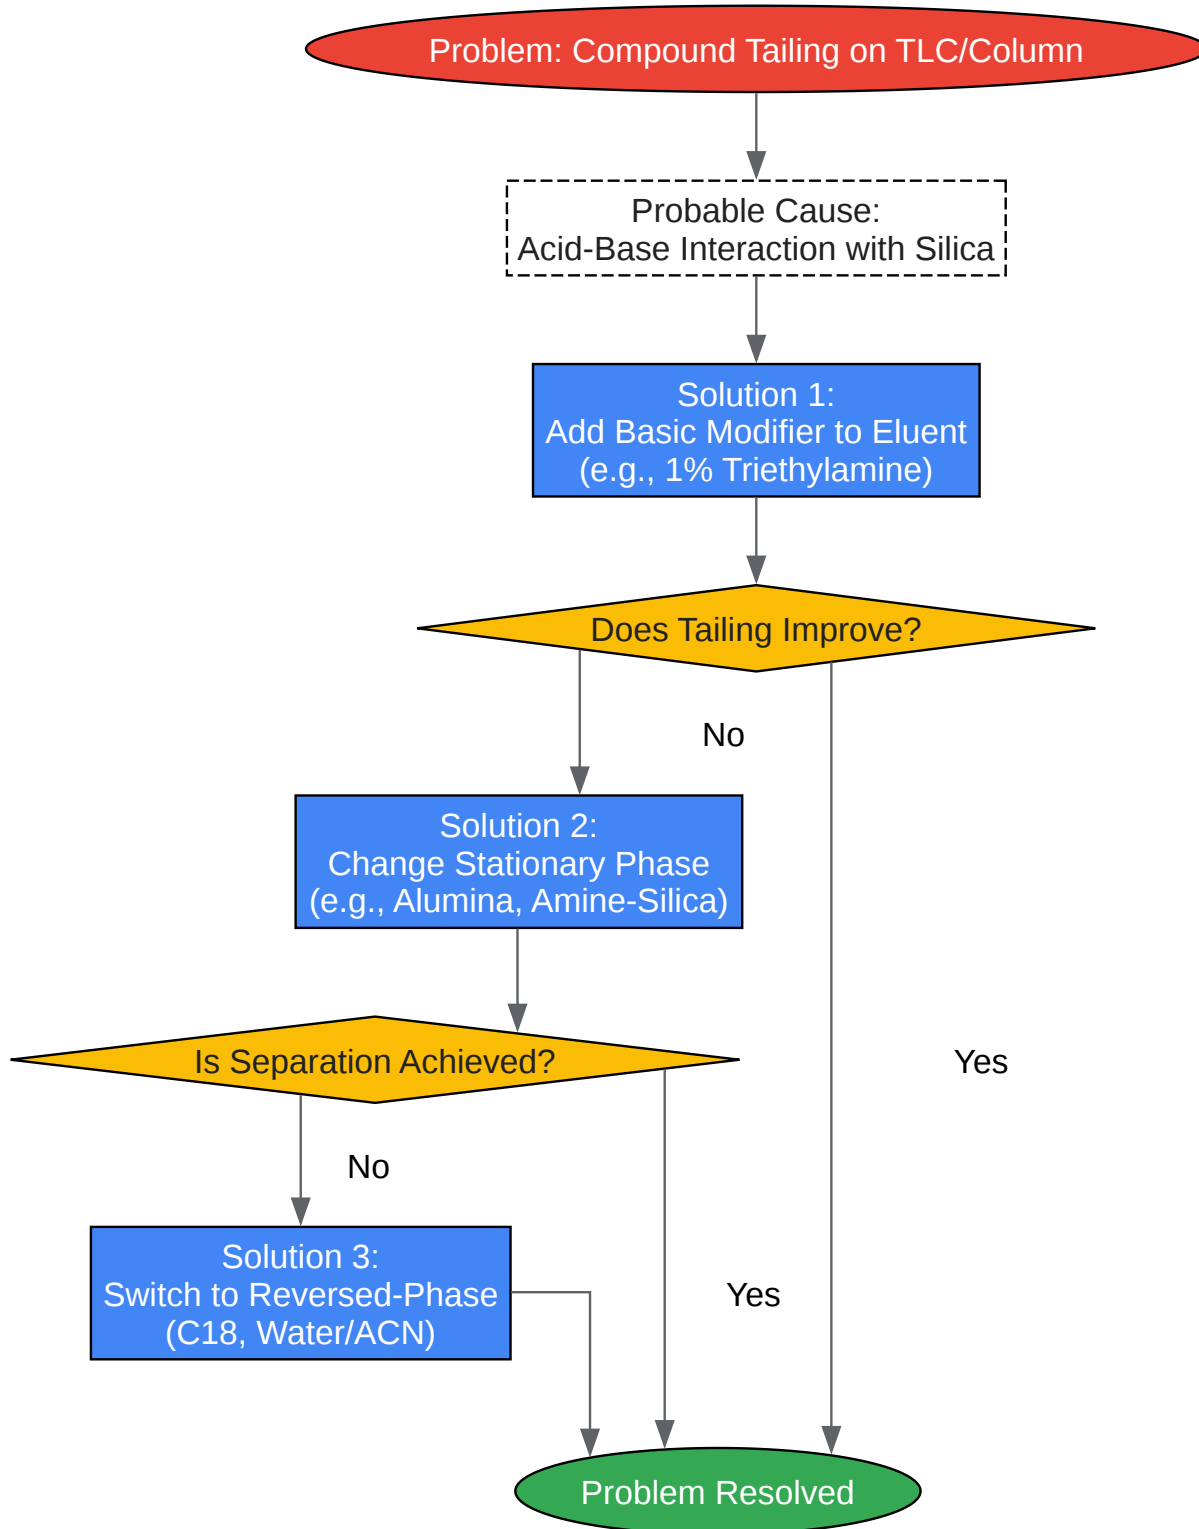 Problem: Compound Tailing on TLC/Column
Probable Cause:
Acid-Base Interaction with Silica
Solution 1:
Add Basic Modifier to Eluent
(e.g., 1% Triethylamine)
Does Tailing Improve?
No
Solution 2:
Change Stationary Phase
(e.g., Alumina, Amine-Silica)
Is Separation Achieved?
Yes
No
Solution 3:
Switch to Reversed-Phase
(C18, Water/ACN)
Yes
Problem Resolved